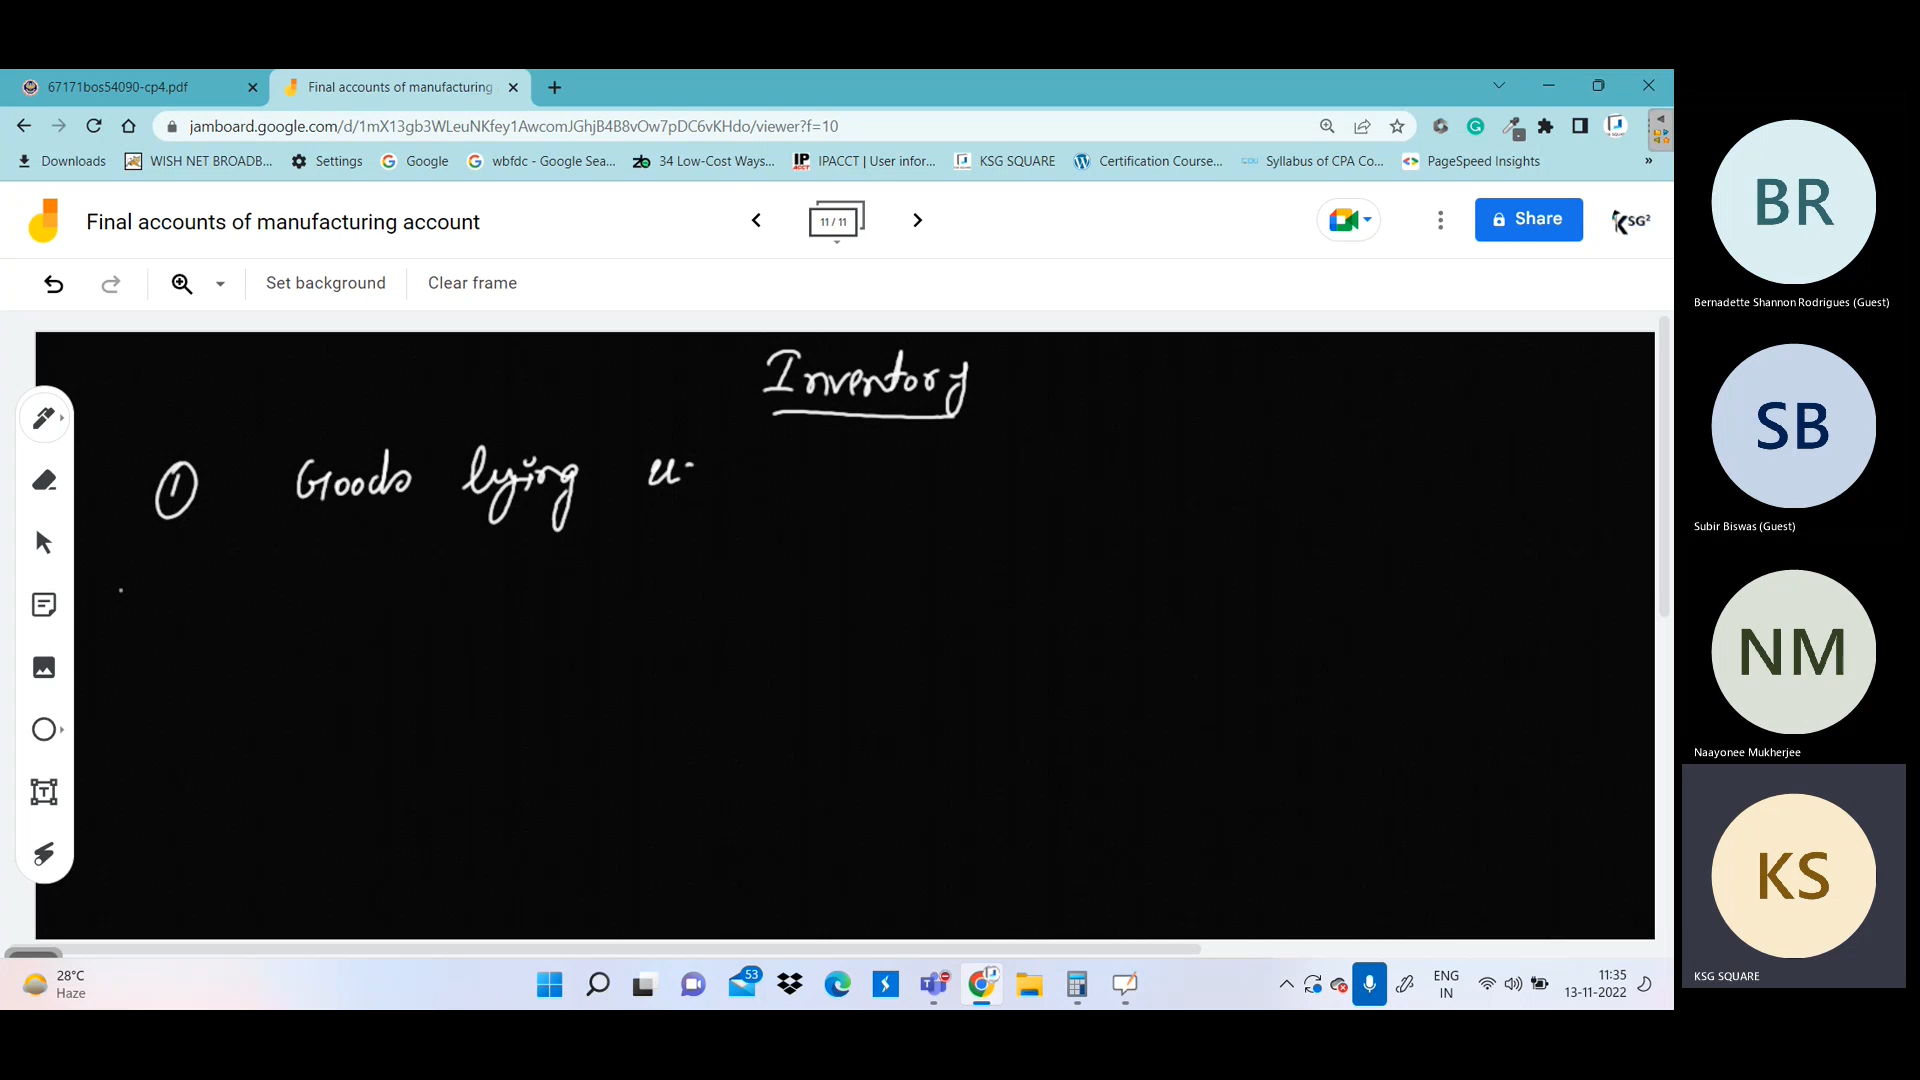 67171bos54090-cp4.pdf
Final accounts of manufacturing
jamboard.google.com/d/1mX13gb3WLeuNKfey1AwcomJGhjB4B8vOw7pDC6vKHdo/viewer?f=10
Downloads WISH NET BROADB... Settings Google wbfdc - Google Sea... 34 Low-Cost Ways... IPACCT | User infor... KSG SQUARE Certification Course... Syllabus of CPA Co... PageSpeed Insights »
Final accounts of manufacturing account
11 / 11
Share
KSG²
Set background
Clear frame
Inventory
① Goods lying
BR
Bernadette Shannon Rodrigues (Guest)
SB
Subir Biswas (Guest)
NM
Naayonee Mukherjee
KS
KSG SQUARE
28°C
Haze
53
ENG
IN
11:35
13-11-2022